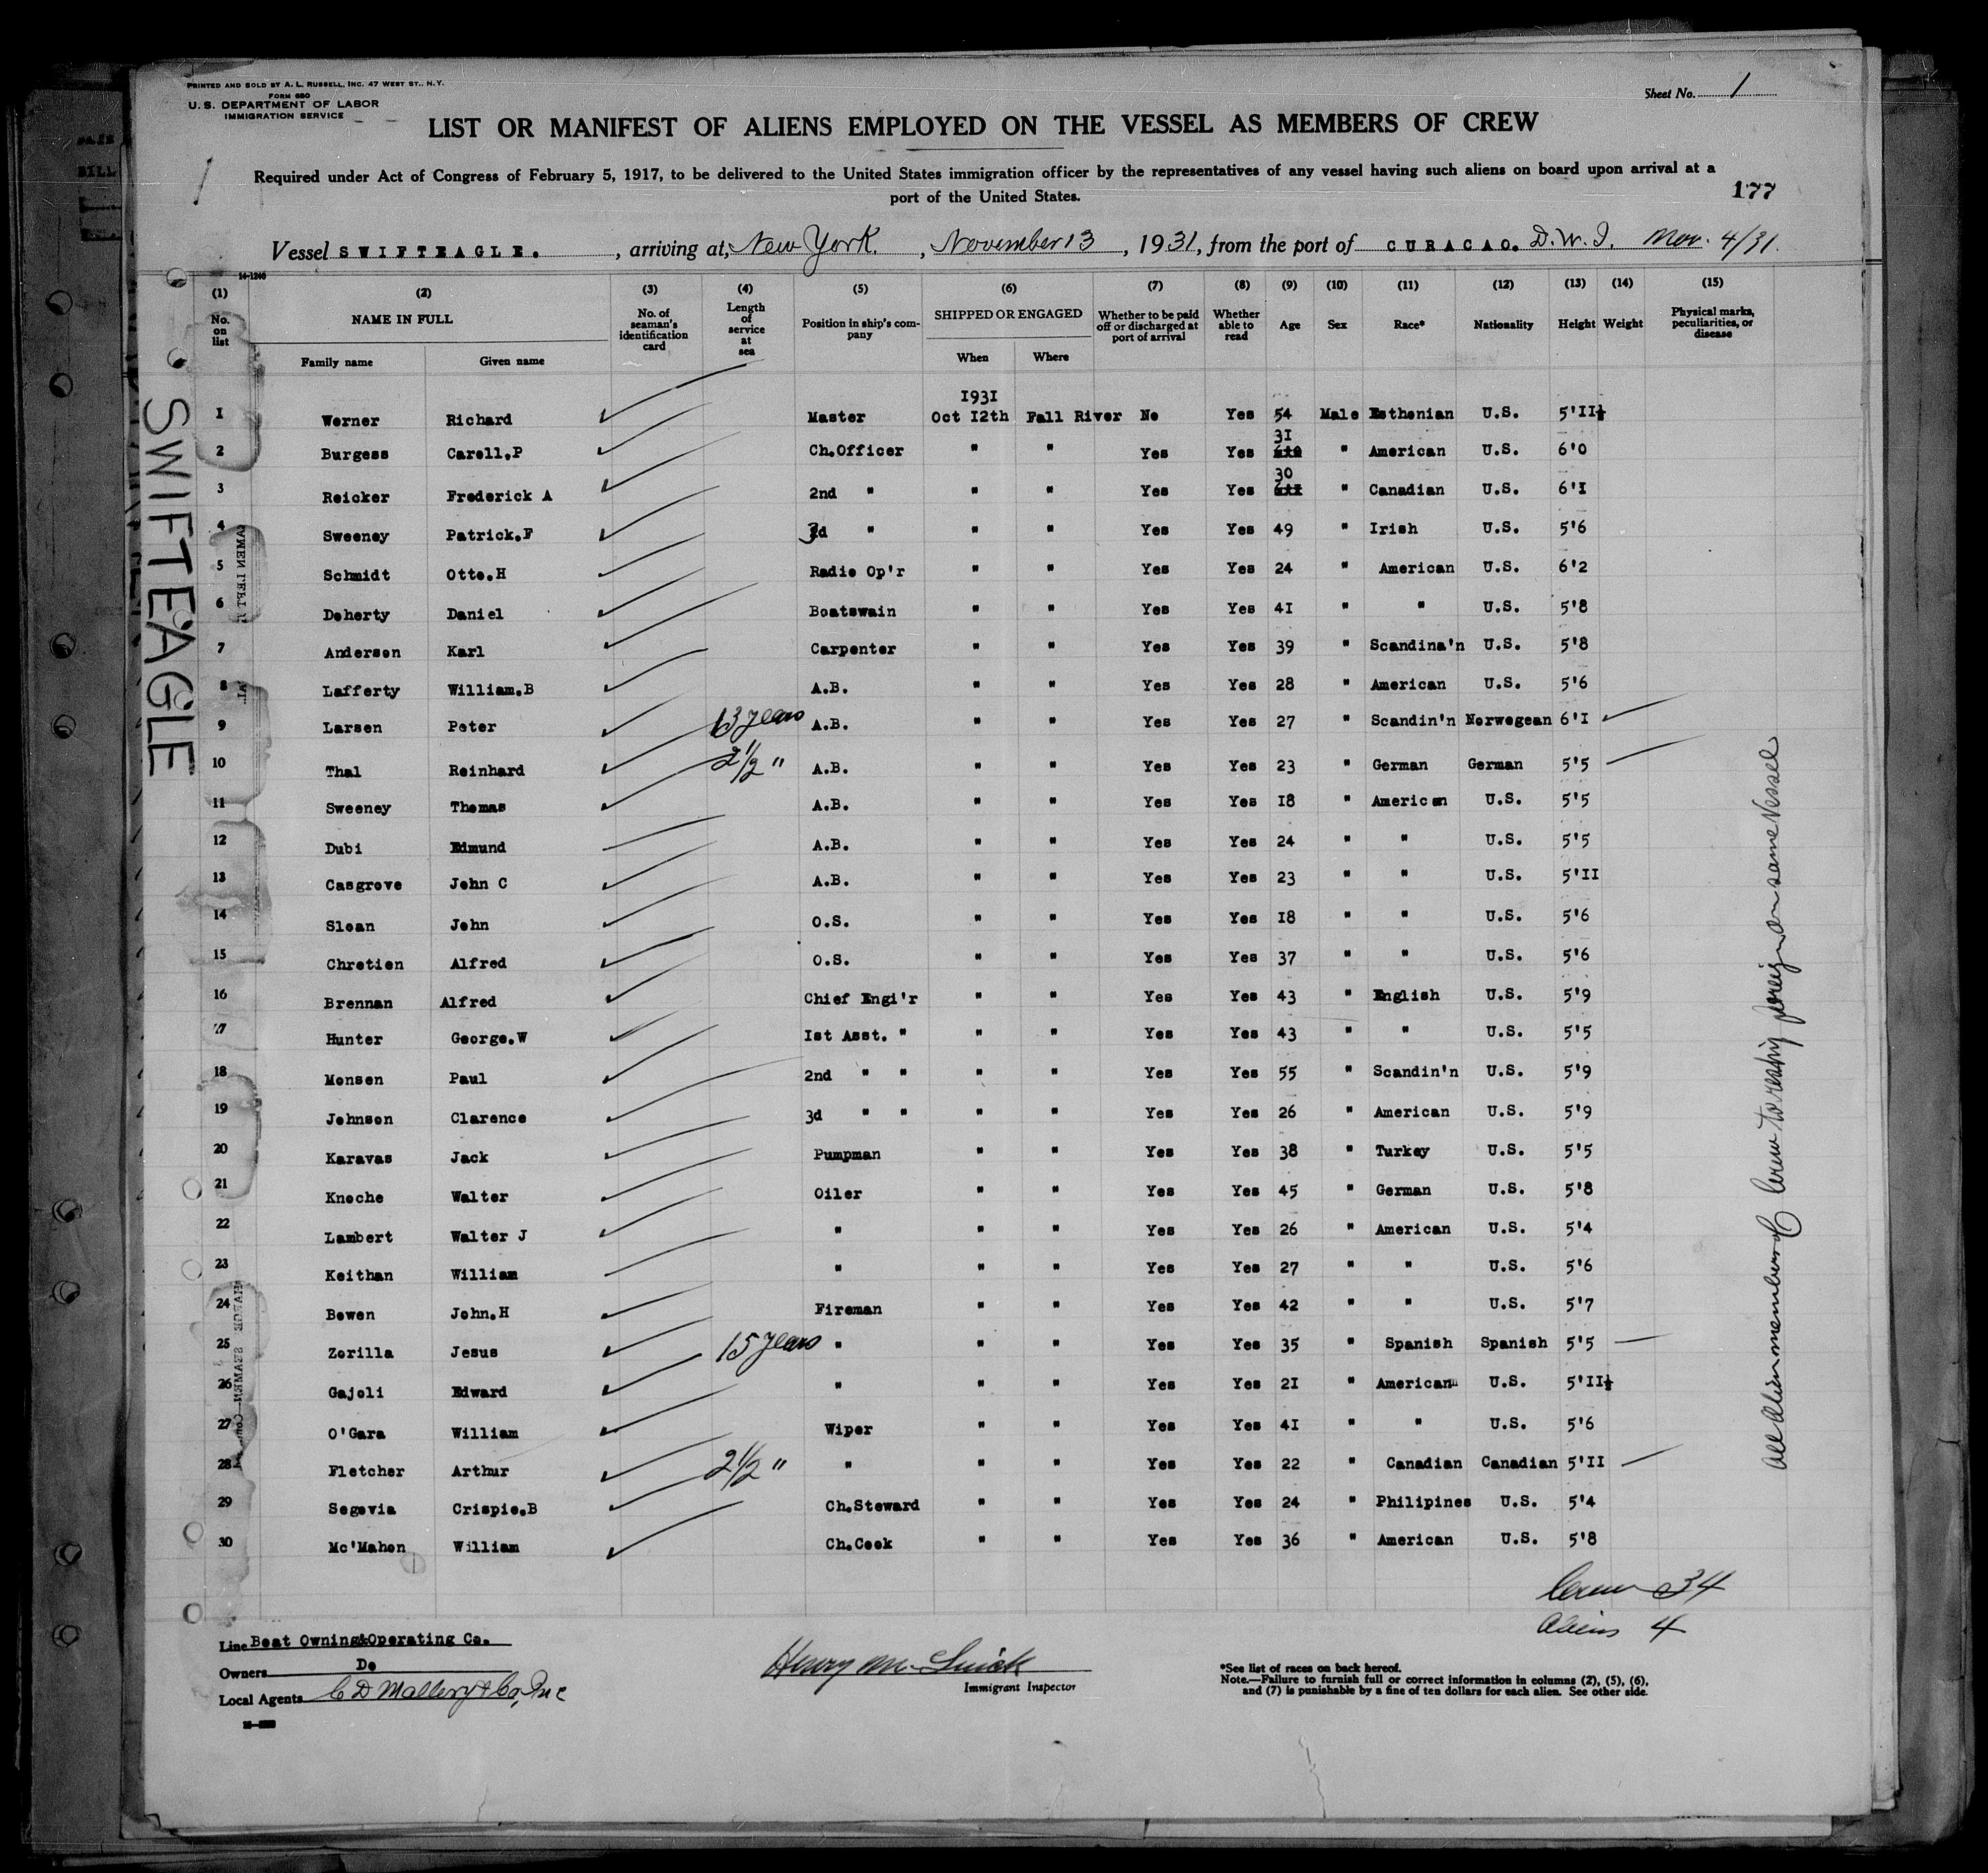 PRINTED AND SOLD BY A. L. RUSSELL, INC. 47 WEST ST., N.Y.
FORM 680
U. S. DEPARTMENT OF LABOR
IMMIGRATION SERVICE
Sheet No. 1
LIST OR MANIFEST OF ALIENS EMPLOYED ON THE VESSEL AS MEMBERS OF CREW
Required under Act of Congress of February 5, 1917, to be delivered to the United States immigration officer by the representatives of any vessel having such aliens on board upon arrival at a
port of the United States.
177
Vessel SWIFTEAGLE. , arriving at, New York. , November 13 , 1931, from the port of CURACAO. D.W.I. Nov. 4/31.
14-1240
(1) (2) (3) (4) (5) (6) (7) (8) (9) (10) (11) (12) (13) (14) (15)
No. on list NAME IN FULL No. of seaman's identification card Length of service at sea Position in ship's company SHIPPED OR ENGAGED Whether to be paid off or discharged at port of arrival Whether able to read Age Sex Race* Nationality Height Weight Physical marks, peculiarities, or disease
Family name Given name When Where
1931
1 Werner Richard Master Oct 12th Fall River No Yes 54 Male Esthonian U.S. 5'II½
2 Burgess Carell.P Ch.Officer " " Yes Yes 31 " American U.S. 6'0
3 Reicker Frederick A 2nd " " " Yes Yes 30 " Canadian U.S. 6'I
4 Sweeney Patrick.F 3d " " " Yes Yes 49 " Irish U.S. 5'6
5 Schmidt Otto.H Radio Op'r " " Yes Yes 24 " American U.S. 6'2
6 Doherty Daniel Boatswain " " Yes Yes 4I " " U.S. 5'8
7 Anderson Karl Carpenter " " Yes Yes 39 " Scandina'n U.S. 5'8
8 Lafferty William.B A.B. " " Yes Yes 28 " American U.S. 5'6
9 Larsen Peter 13 years A.B. " " Yes Yes 27 " Scandin'n Norwegean 6'I
10 Thal Reinhard 2½ " A.B. " " Yes Yes 23 " German German 5'5
11 Sweeney Thomas A.B. " " Yes Yes I8 " American U.S. 5'5
12 Dubi Edmund A.B. " " Yes Yes 24 " " U.S. 5'5
13 Casgrove John C A.B. " " Yes Yes 23 " " U.S. 5'II
14 Sloan John O.S. " " Yes Yes I8 " " U.S. 5'6
15 Chretien Alfred O.S. " " Yes Yes 37 " " U.S. 5'6
16 Brennan Alfred Chief Engi'r " " Yes Yes 43 " English U.S. 5'9
17 Hunter George.W Ist Asst. " " " Yes Yes 43 " " U.S. 5'5
18 Monsen Paul 2nd " " " " Yes Yes 55 " Scandin'n U.S. 5'9
19 Johnson Clarence 3d " " " " Yes Yes 26 " American U.S. 5'9
20 Karavas Jack Pumpman " " Yes Yes 38 " Turkey U.S. 5'5
21 Knoche Walter Oiler " " Yes Yes 45 " German U.S. 5'8
22 Lambert Walter J " " " Yes Yes 26 " American U.S. 5'4
23 Keithan William " " " Yes Yes 27 " " U.S. 5'6
24 Bowen John.H Fireman " " Yes Yes 42 " " U.S. 5'7
25 Zorilla Jesus 15 years " " " Yes Yes 35 " Spanish Spanish 5'5
26 Gajoli Edward " " " Yes Yes 2I " American U.S. 5'II½
27 O'Gara William Wiper " " Yes Yes 4I " " U.S. 5'6
28 Fletcher Arthur 2½ " " " " Yes Yes 22 " Canadian Canadian 5'II
29 Segovia Crispie.B Ch.Steward " " Yes Yes 24 " Philipines U.S. 5'4
30 Mc'Mahon William Ch.Cook " " Yes Yes 36 " American U.S. 5'8
SWIFTEAGLE
All Alien members of Crew to reship foreign on same Vessel
Crew 34
Aliens 4
Line Boat Owning&Operating Co.
Owners Do
Local Agents C D Mallory & Co, Inc
Henry
Immigrant Inspector
*See list of races on back hereof.
Note.—Failure to furnish full or correct information in columns (2), (5), (6),
and (7) is punishable by a fine of ten dollars for each alien. See other side.